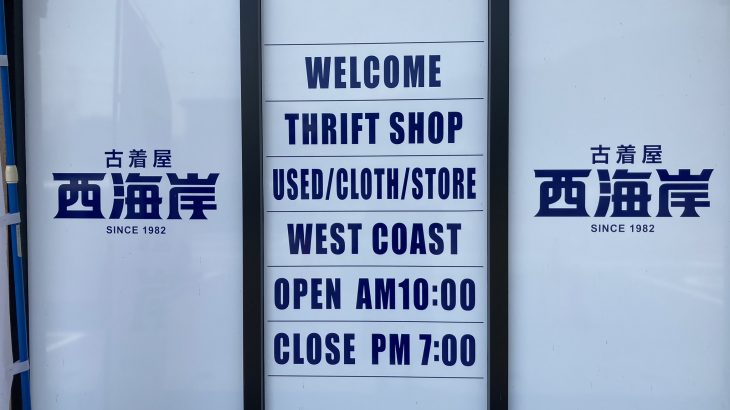 古着屋
西海岸
SINCE 1982
WELCOME
THRIFT SHOP
USED/CLOTH/STORE
WEST COAST
OPEN AM10:00
CLOSE PM 7:00
古着屋
西海岸
SINCE 1982